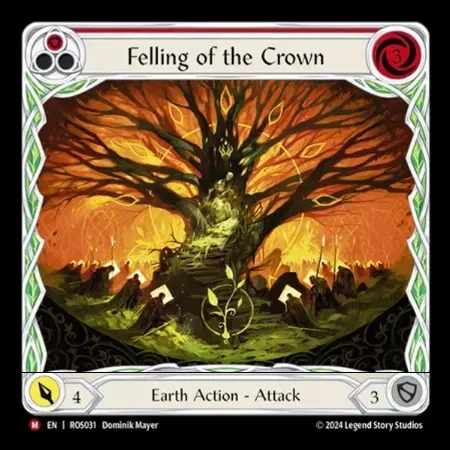 Felling of the Crown
3
4
Earth Action - Attack
3
M EN | ROS031 Dominik Mayer
© 2024 Legend Story Studios